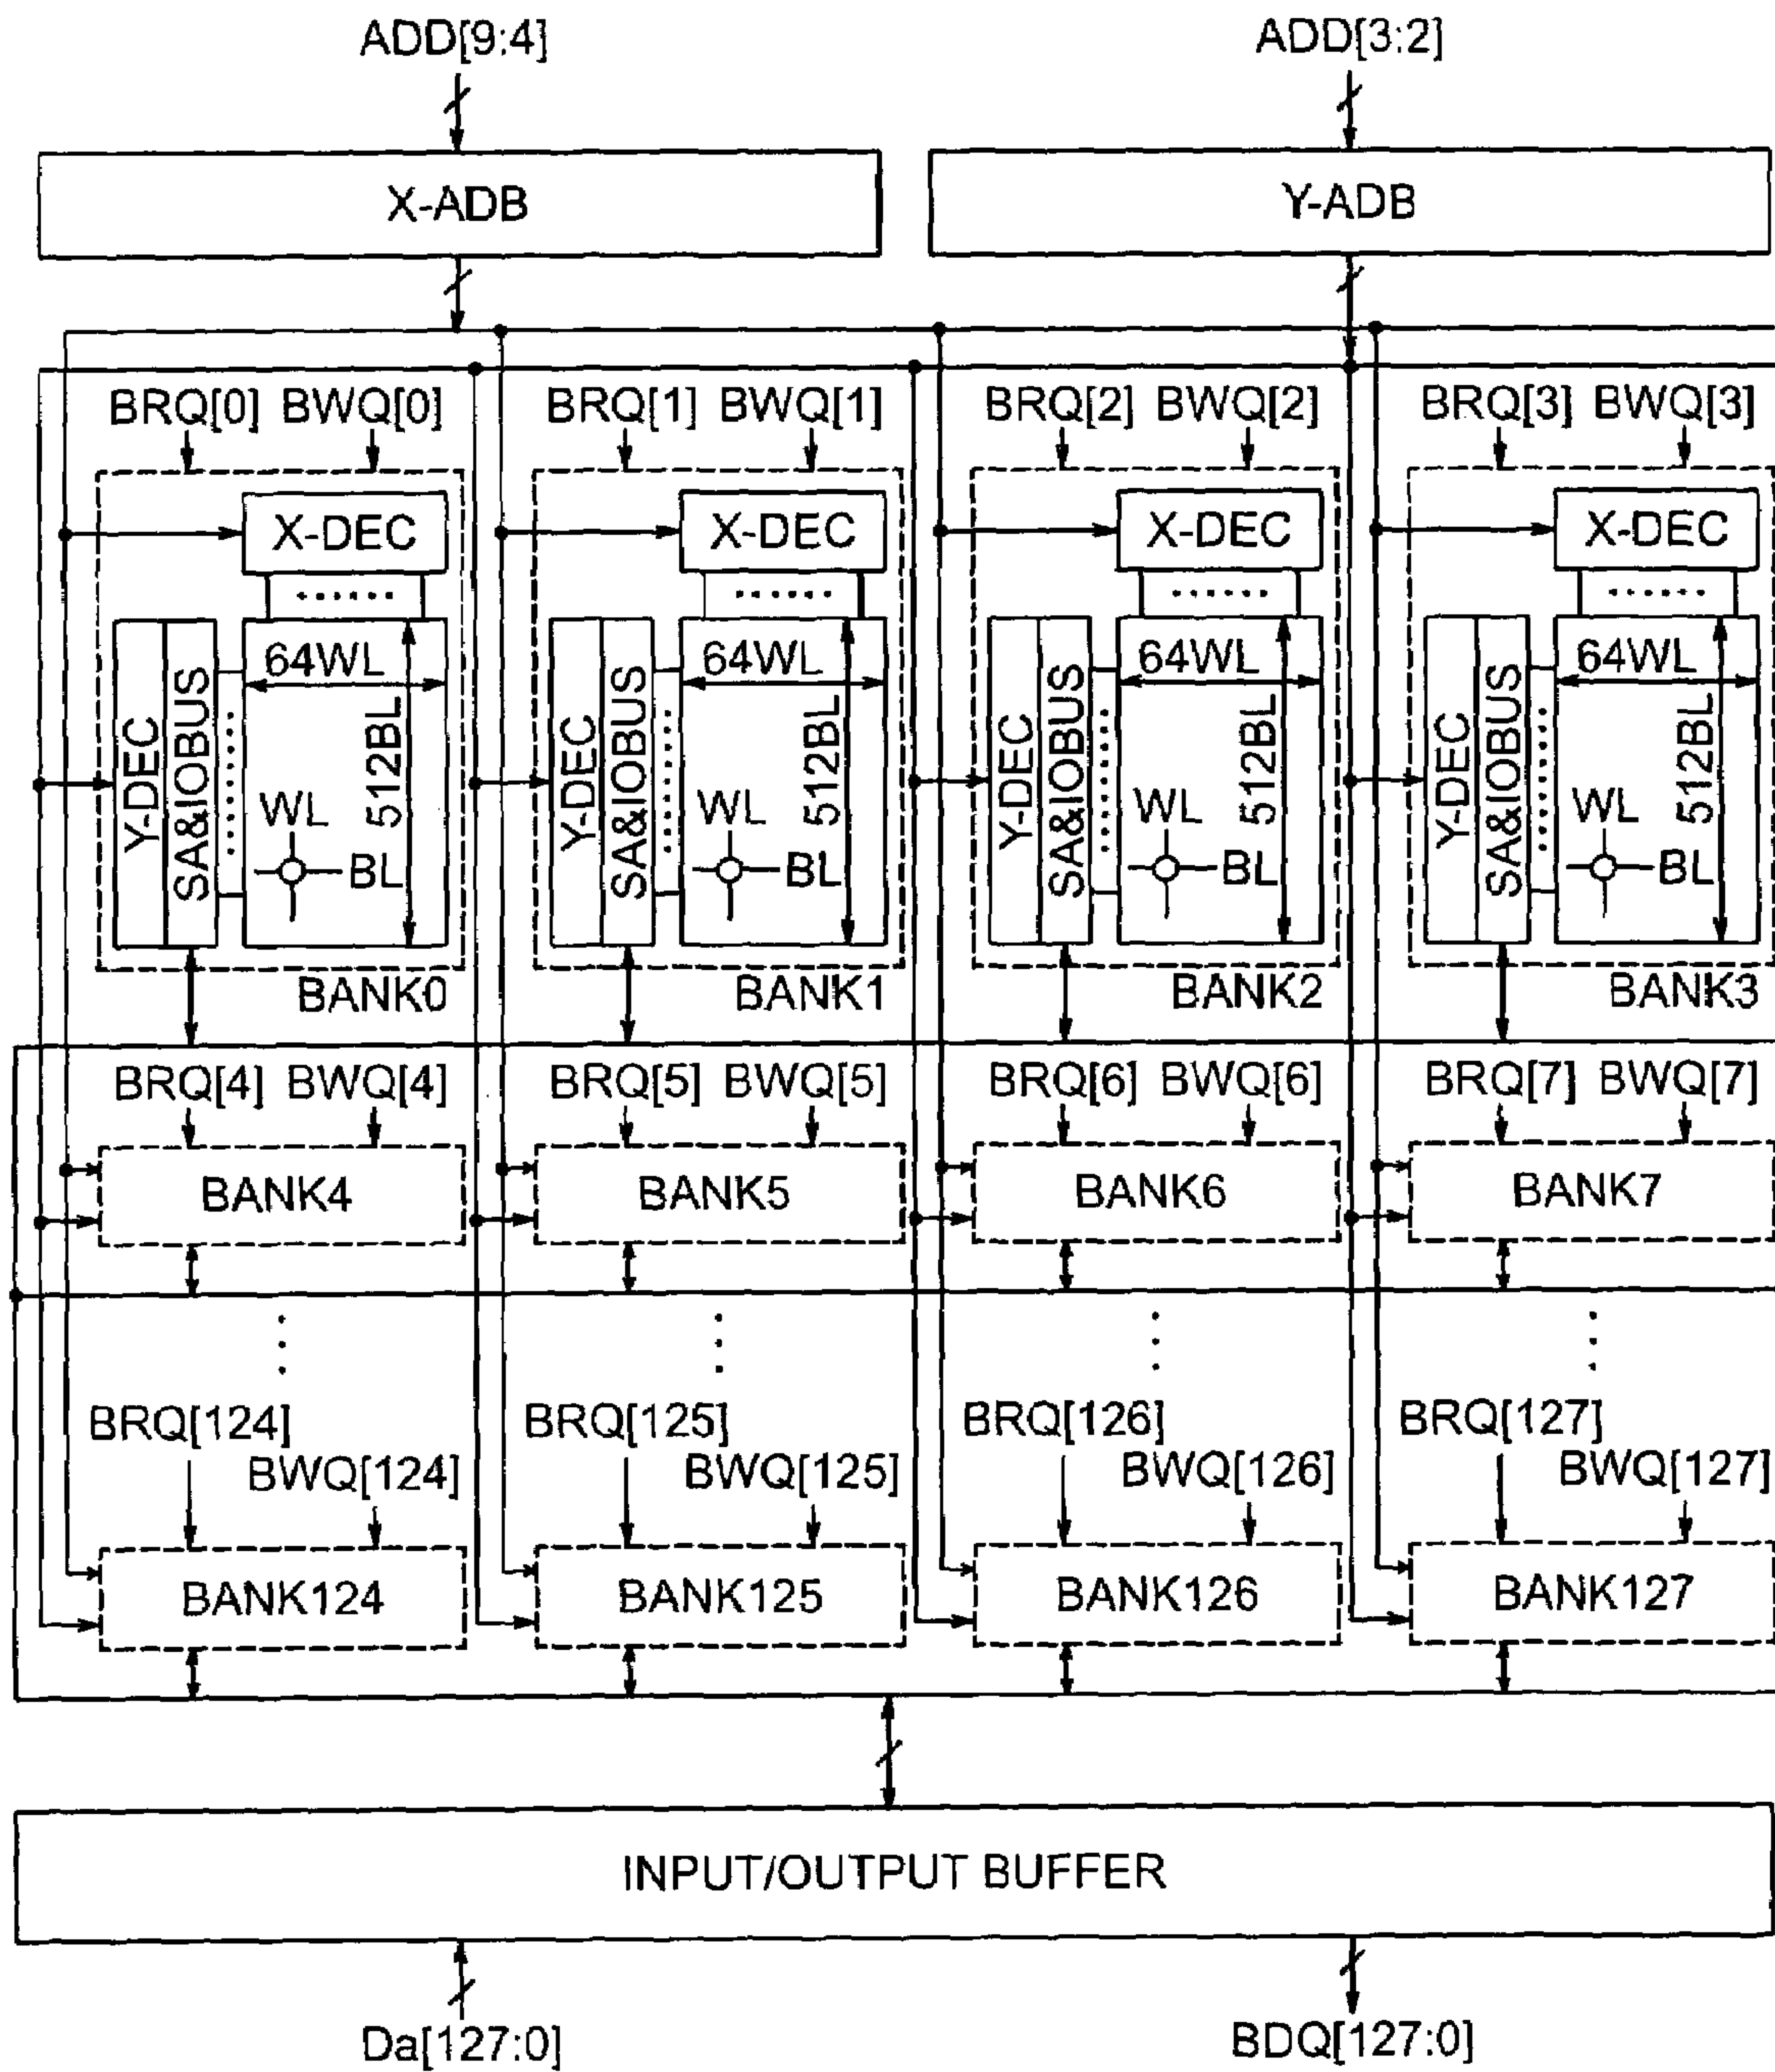 ADD[9:4] ADD[3:2]
X-ADB Y-ADB
BRQ[0] BWQ[0] BRQ[1] BWQ[1] BRQ[2] BWQ[2] BRQ[3] BWQ[3]
X-DEC X-DEC X-DEC X-DEC
64WL 64WL 64WL 64WL
Y-DEC SA&IOBUS 512BL Y-DEC SA&IOBUS 512BL Y-DEC SA&IOBUS 512BL Y-DEC SA&IOBUS 512BL
WL WL WL WL
BL BL BL BL
BANK0 BANK1 BANK2 BANK3
BRQ[4] BWQ[4] BRQ[5] BWQ[5] BRQ[6] BWQ[6] BRQ[7] BWQ[7]
BANK4 BANK5 BANK6 BANK7
BRQ[124] BRQ[125] BRQ[126] BRQ[127]
BWQ[124] BWQ[125] BWQ[126] BWQ[127]
BANK124 BANK125 BANK126 BANK127
INPUT/OUTPUT BUFFER
Da[127:0] BDQ[127:0]